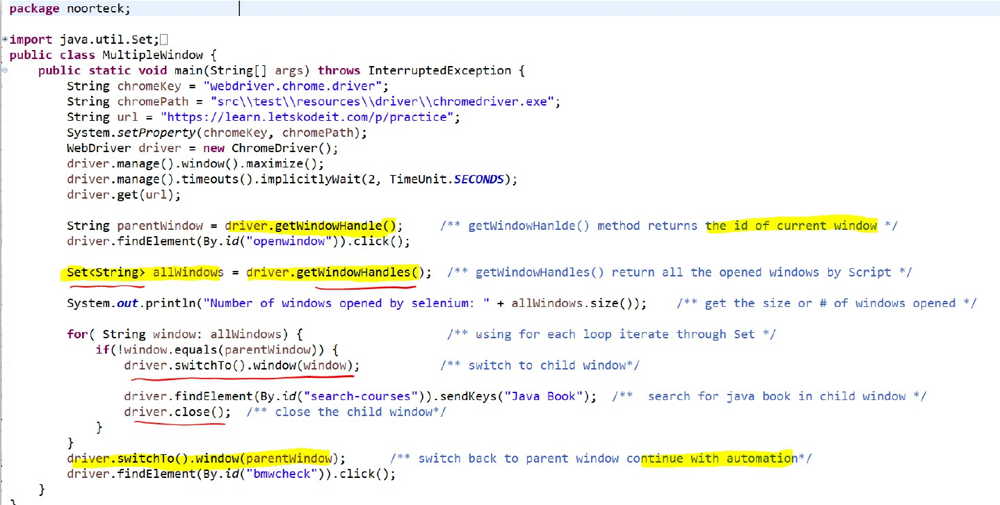 package noorteck;
import java.util.Set;
public class MultipleWindow {
public static void main(String[] args) throws InterruptedException {
String chromeKey = "webdriver.chrome.driver";
String chromePath = "src\\test\\resources\\driver\\chromedriver.exe";
String url = "https://learn.letskodeit.com/p/practice";
System.setProperty(chromeKey, chromePath);
WebDriver driver = new ChromeDriver();
driver.manage().window().maximize();
driver.manage().timeouts().implicitlyWait(2, TimeUnit.SECONDS);
driver.get(url);
String parentWindow = driver.getWindowHandle(); /** getWindowHanlde() method returns the id of current window */
driver.findElement(By.id("openwindow")).click();
Set<String> allWindows = driver.getWindowHandles(); /** getWindowHandles() return all the opened windows by Script */
System.out.println("Number of windows opened by selenium: " + allWindows.size()); /** get the size or # of windows opened */
for( String window: allWindows) { /** using for each loop iterate through Set */
if(!window.equals(parentWindow)) {
driver.switchTo().window(window); /** switch to child window*/
driver.findElement(By.id("search-courses")).sendKeys("Java Book"); /** search for java book in child window */
driver.close(); /** close the child window*/
}
}
driver.switchTo().window(parentWindow); /** switch back to parent window continue with automation*/
driver.findElement(By.id("bmwcheck")).click();
}
}